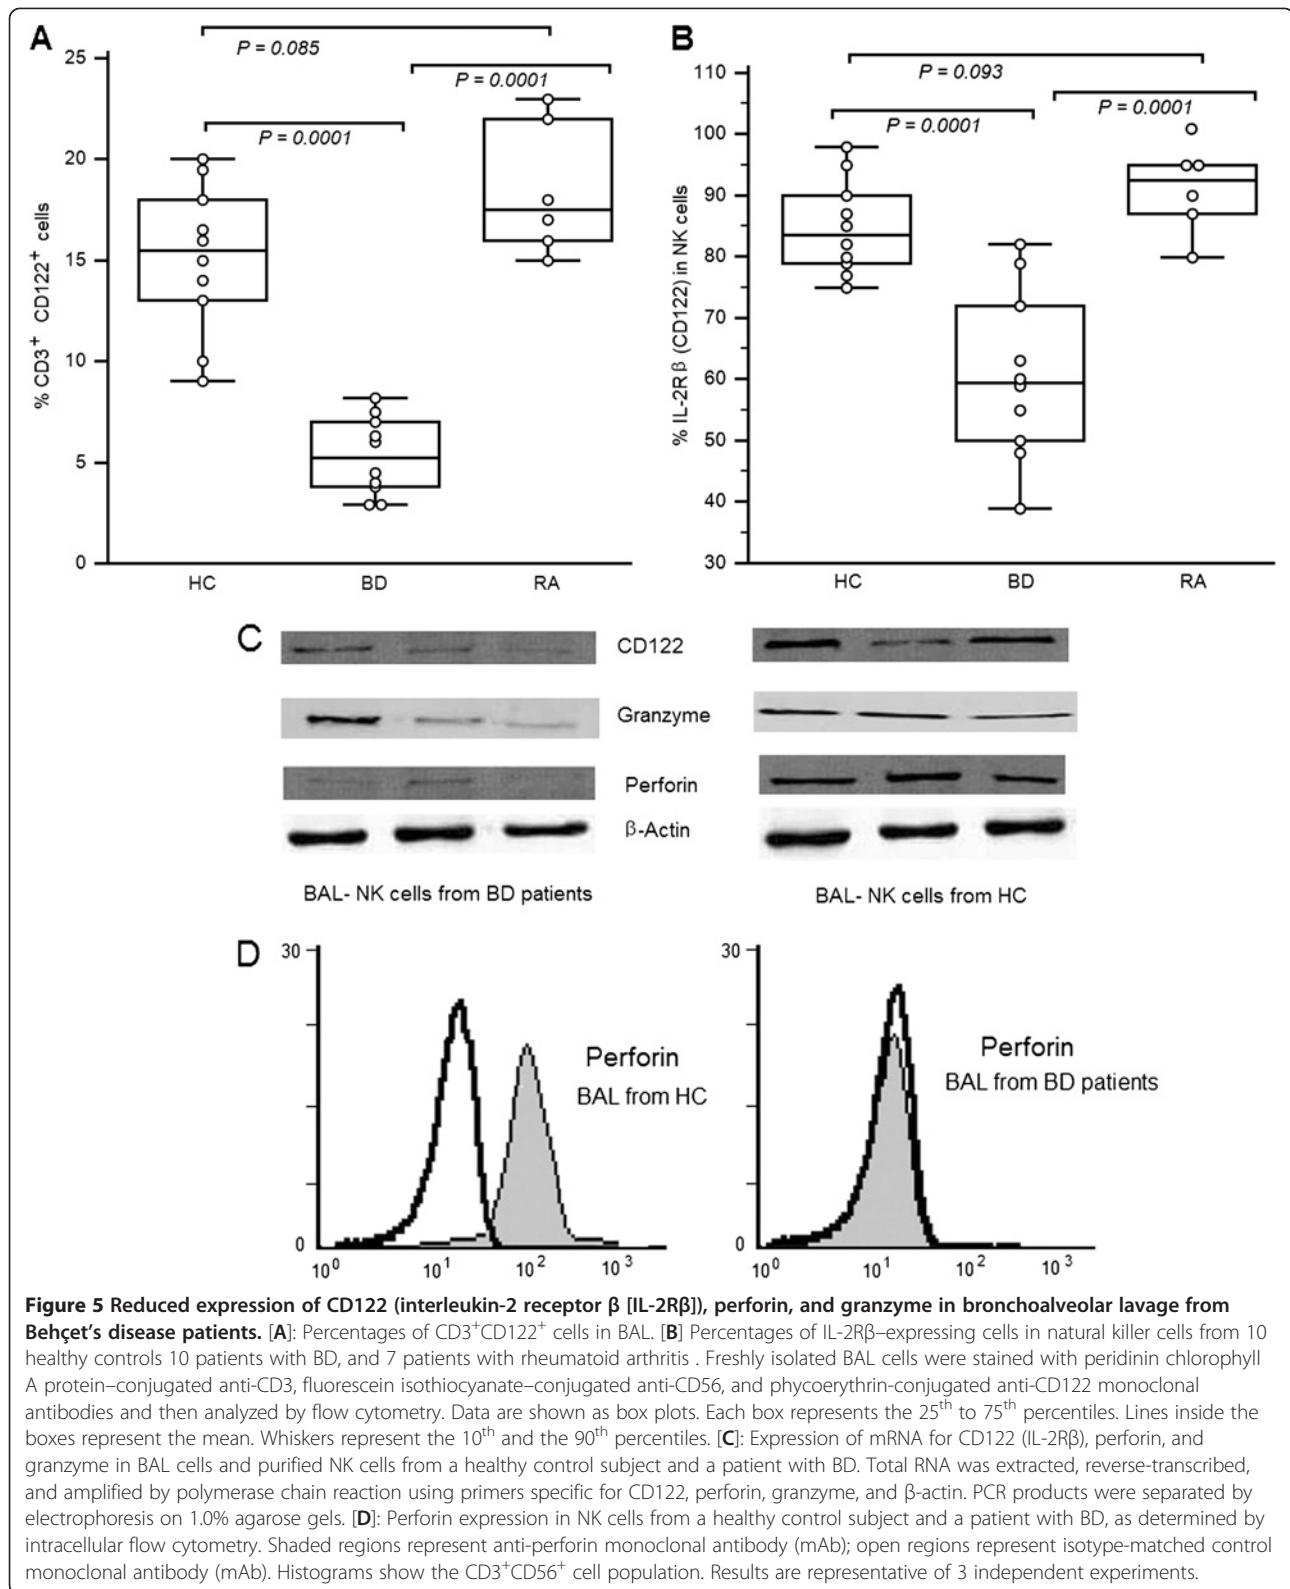 A
B
P = 0.085
P = 0.0001
P = 0.0001
25
20
15
10
5
0
% CD3+ CD122+ cells
HC BD RA
P = 0.093
P = 0.0001
P = 0.0001
110
100
90
80
70
60
50
40
30
% IL-2R β (CD122) in NK cells
HC BD RA
C
CD122
Granzyme
Perforin
β-Actin
BAL- NK cells from BD patients
BAL- NK cells from HC
D
30
0
Perforin
BAL from HC
10^0 10^1 10^2 10^3
30
0
Perforin
BAL from BD patients
10^0 10^1 10^2 10^3
Figure 5 Reduced expression of CD122 (interleukin-2 receptor β [IL-2Rβ]), perforin, and granzyme in bronchoalveolar lavage from
Behçet's disease patients. [A]: Percentages of CD3+CD122+ cells in BAL. [B] Percentages of IL-2Rβ–expressing cells in natural killer cells from 10
healthy controls 10 patients with BD, and 7 patients with rheumatoid arthritis . Freshly isolated BAL cells were stained with peridinin chlorophyll
A protein–conjugated anti-CD3, fluorescein isothiocyanate–conjugated anti-CD56, and phycoerythrin-conjugated anti-CD122 monoclonal
antibodies and then analyzed by flow cytometry. Data are shown as box plots. Each box represents the 25th to 75th percentiles. Lines inside the
boxes represent the mean. Whiskers represent the 10th and the 90th percentiles. [C]: Expression of mRNA for CD122 (IL-2Rβ), perforin, and
granzyme in BAL cells and purified NK cells from a healthy control subject and a patient with BD. Total RNA was extracted, reverse-transcribed,
and amplified by polymerase chain reaction using primers specific for CD122, perforin, granzyme, and β-actin. PCR products were separated by
electrophoresis on 1.0% agarose gels. [D]: Perforin expression in NK cells from a healthy control subject and a patient with BD, as determined by
intracellular flow cytometry. Shaded regions represent anti-perforin monoclonal antibody (mAb); open regions represent isotype-matched control
monoclonal antibody (mAb). Histograms show the CD3+CD56+ cell population. Results are representative of 3 independent experiments.